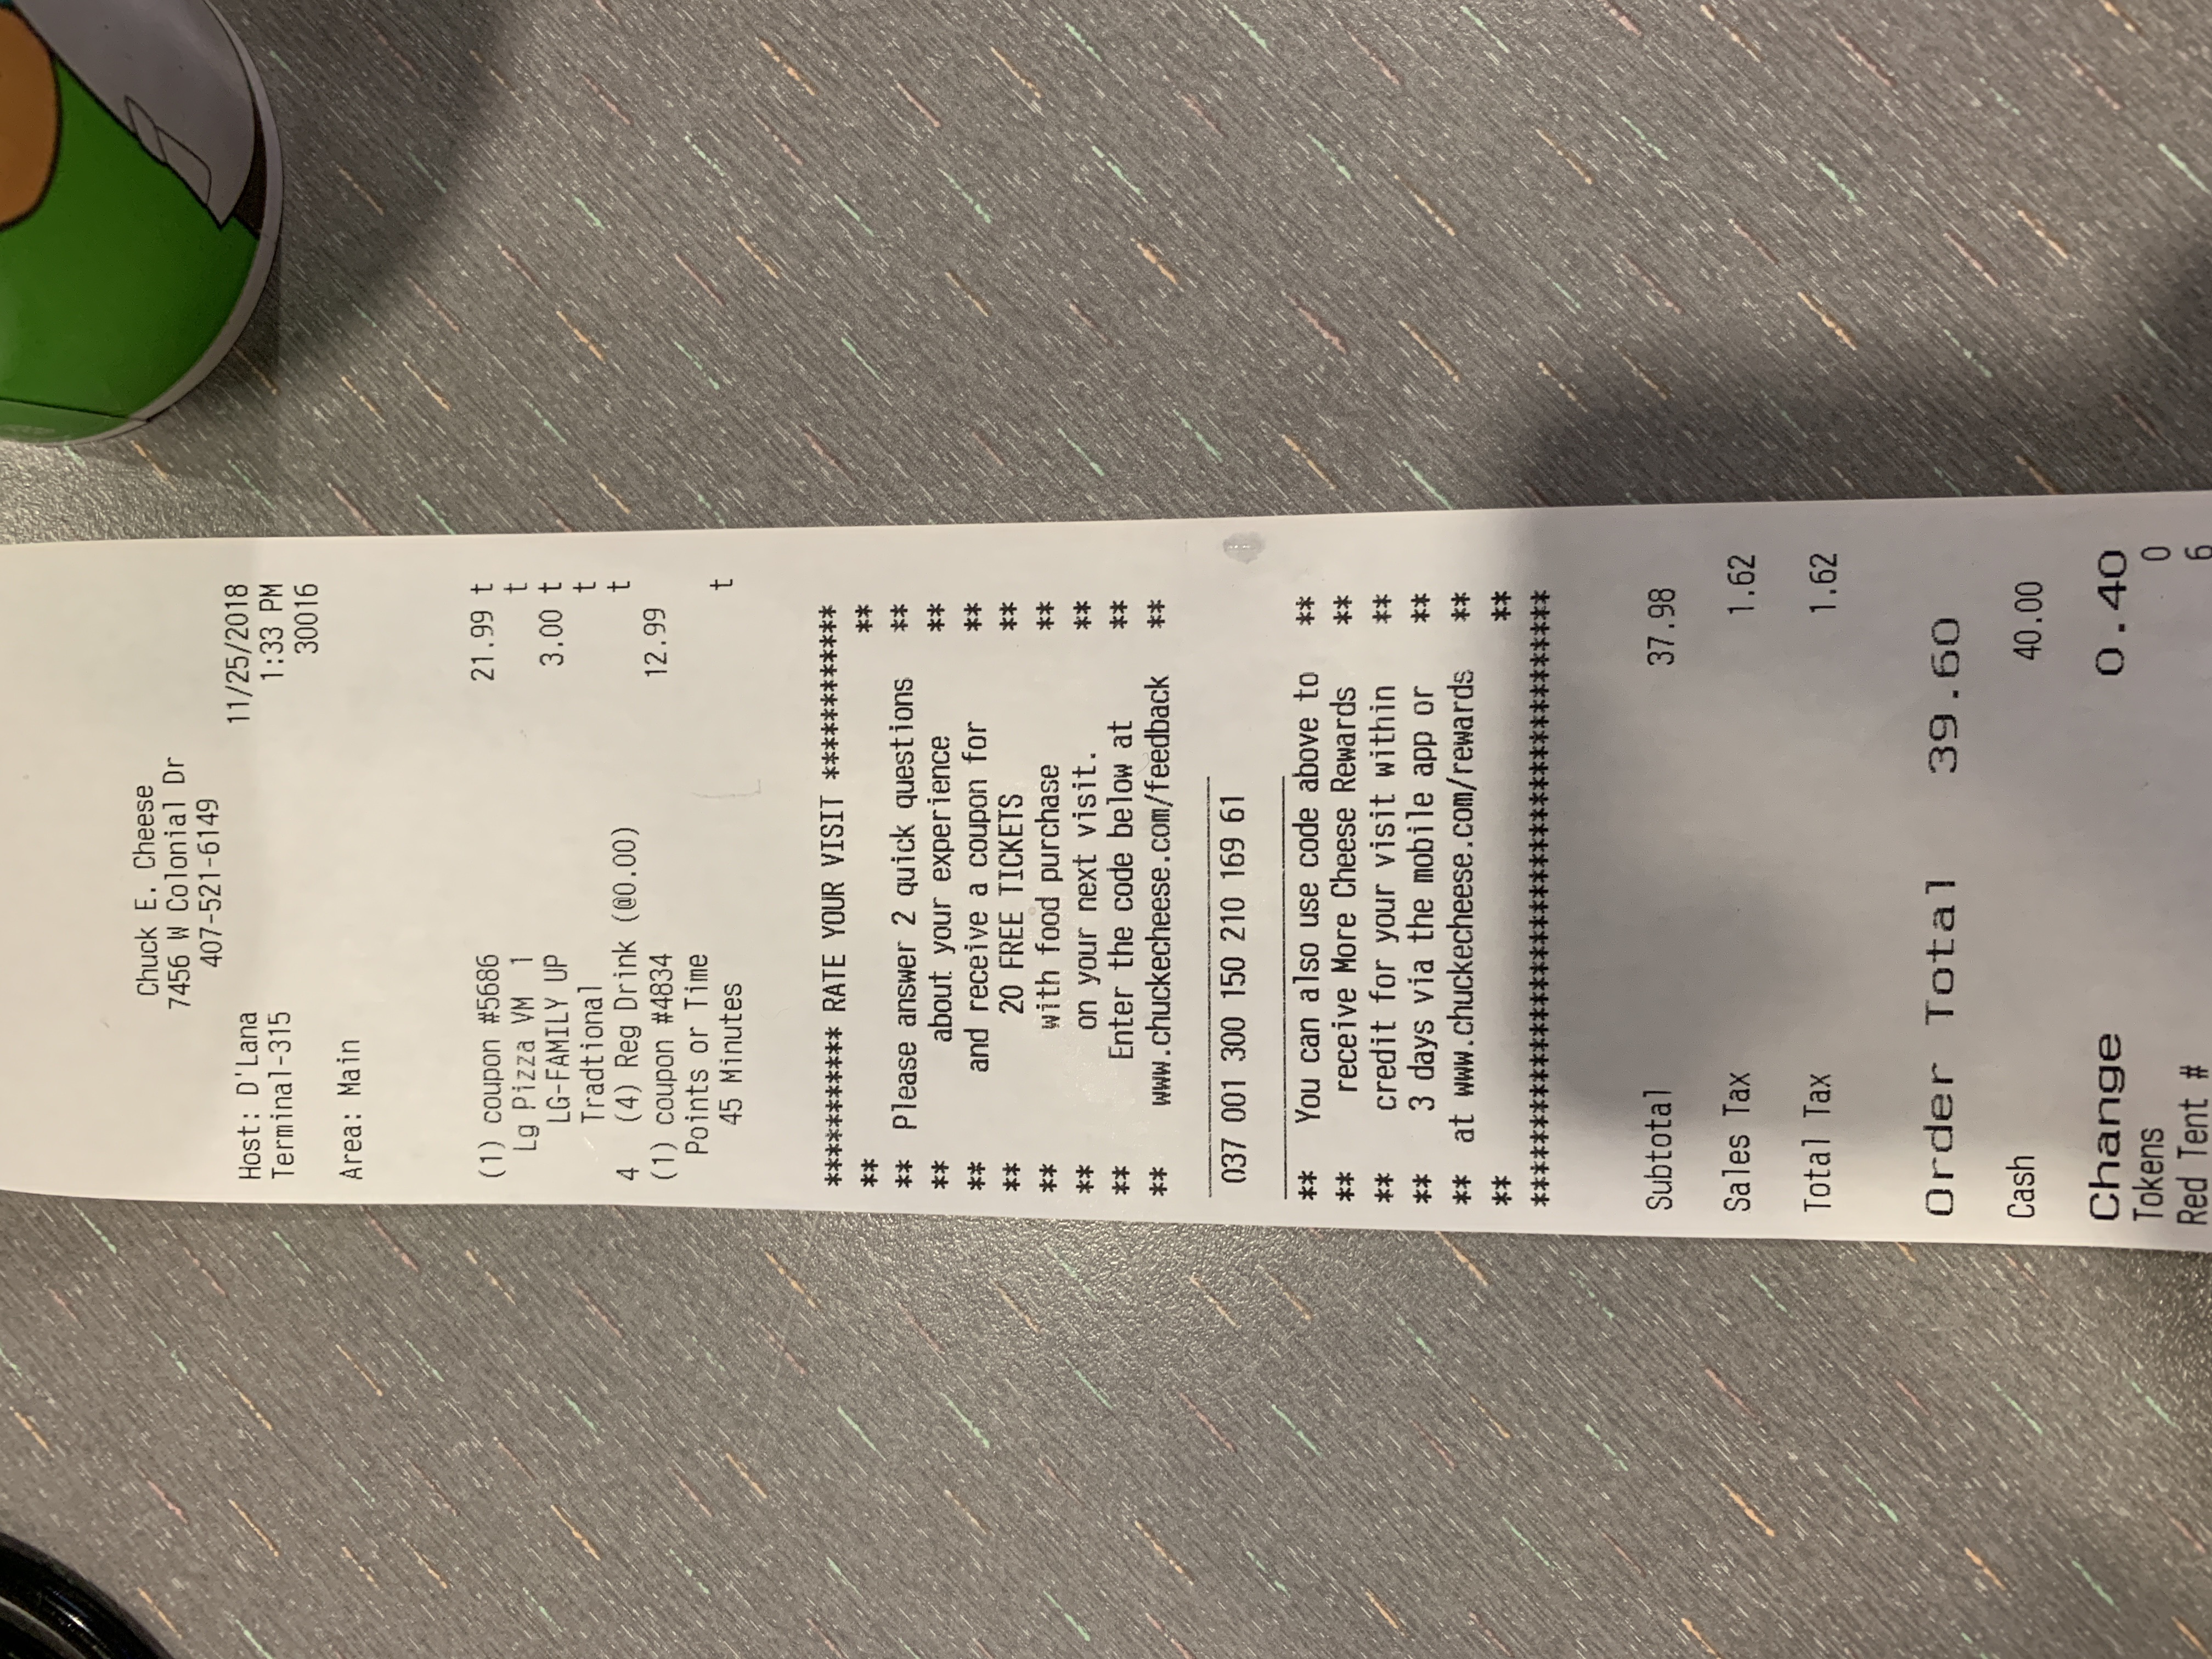 Chuck E. Cheese
7456 W Colonial Dr
407-521-6149
Host: D'Lana 11/25/2018
Terminal-315 1:33 PM
30016
Area: Main
(1) coupon #5686 21.99 t
Lg Pizza VM 1 t
LG-FAMILY UP 3.00 t
Tradtional t
4 (4) Reg Drink (@0.00) t
(1) coupon #4834 12.99
Points or Time
45 Minutes t
*********** RATE YOUR VISIT ***********
** **
** Please answer 2 quick questions **
** about your experience **
** and receive a coupon for **
** 20 FREE TICKETS **
** with food purchase **
** on your next visit. **
** Enter the code below at **
** www.chuckecheese.com/feedback **
037 001 300 150 210 169 61
** You can also use code above to **
** receive More Cheese Rewards **
** credit for your visit within **
** 3 days via the mobile app or **
** at www.chuckecheese.com/rewards **
** **
***************************************
Subtotal 37.98
Sales Tax 1.62
Total Tax 1.62
Order Total 39.60
Cash 40.00
Change 0.40
Tokens 0
Red Tent # 6